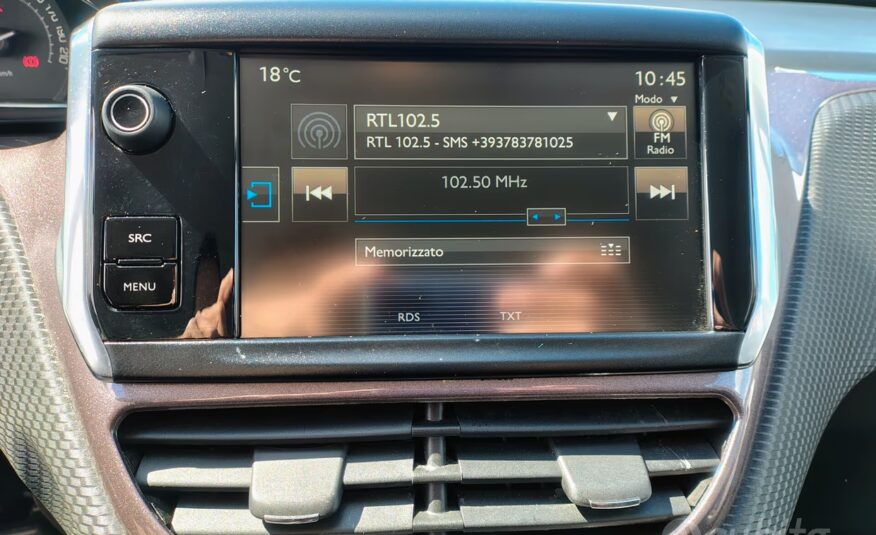 18°C
10:45
Modo
RTL102.5
RTL 102.5 - SMS +393783781025
FM
Radio
102.50 MHz
SRC
Memorizzato
MENU
RDS TXT
210